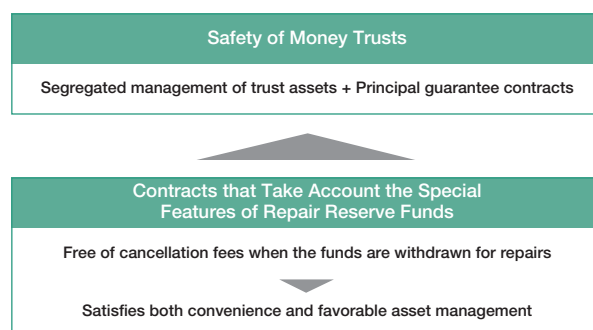 Safety of Money Trusts
Segregated management of trust assets + Principal guarantee contracts
Contracts that Take Account the Special
Features of Repair Reserve Funds
Free of cancellation fees when the funds are withdrawn for repairs
Satisfies both convenience and favorable asset management